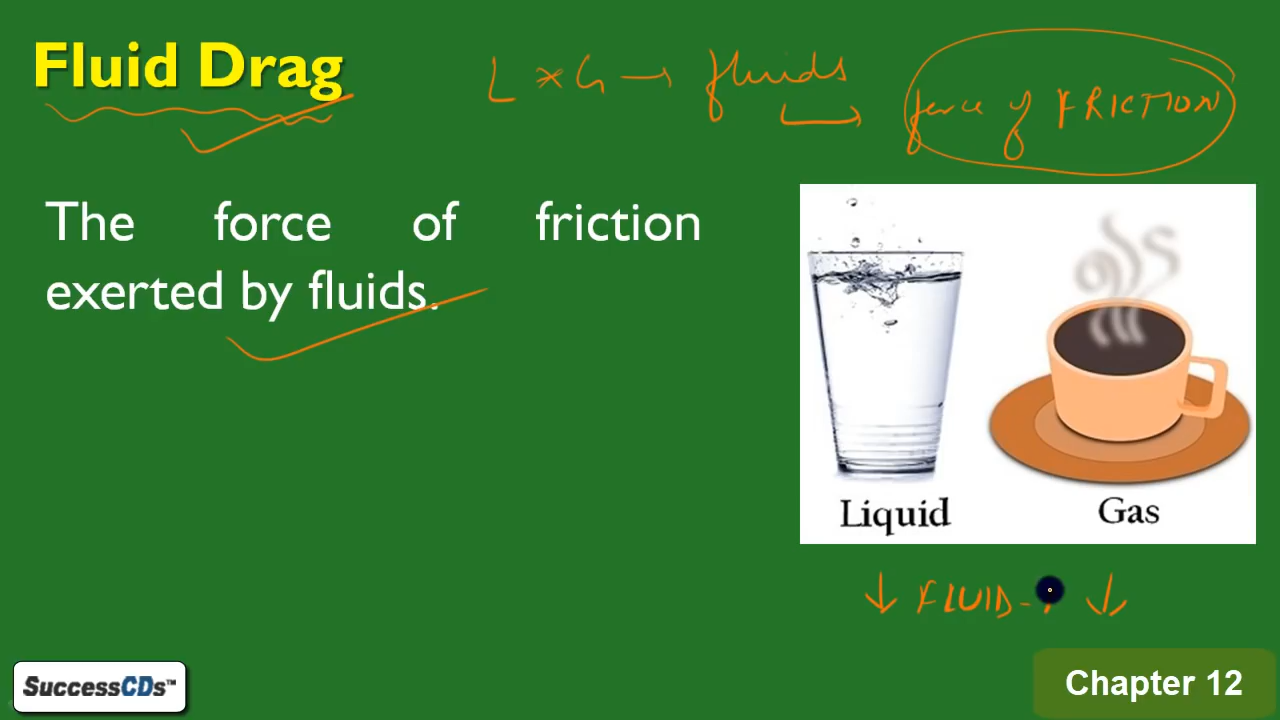 Fluid Drag
L & G → fluids
force of FRICTION
The force of friction
exerted by fluids.
Liquid
Gas
↓ FLUID- ↓
SuccessCDs™
Chapter 12